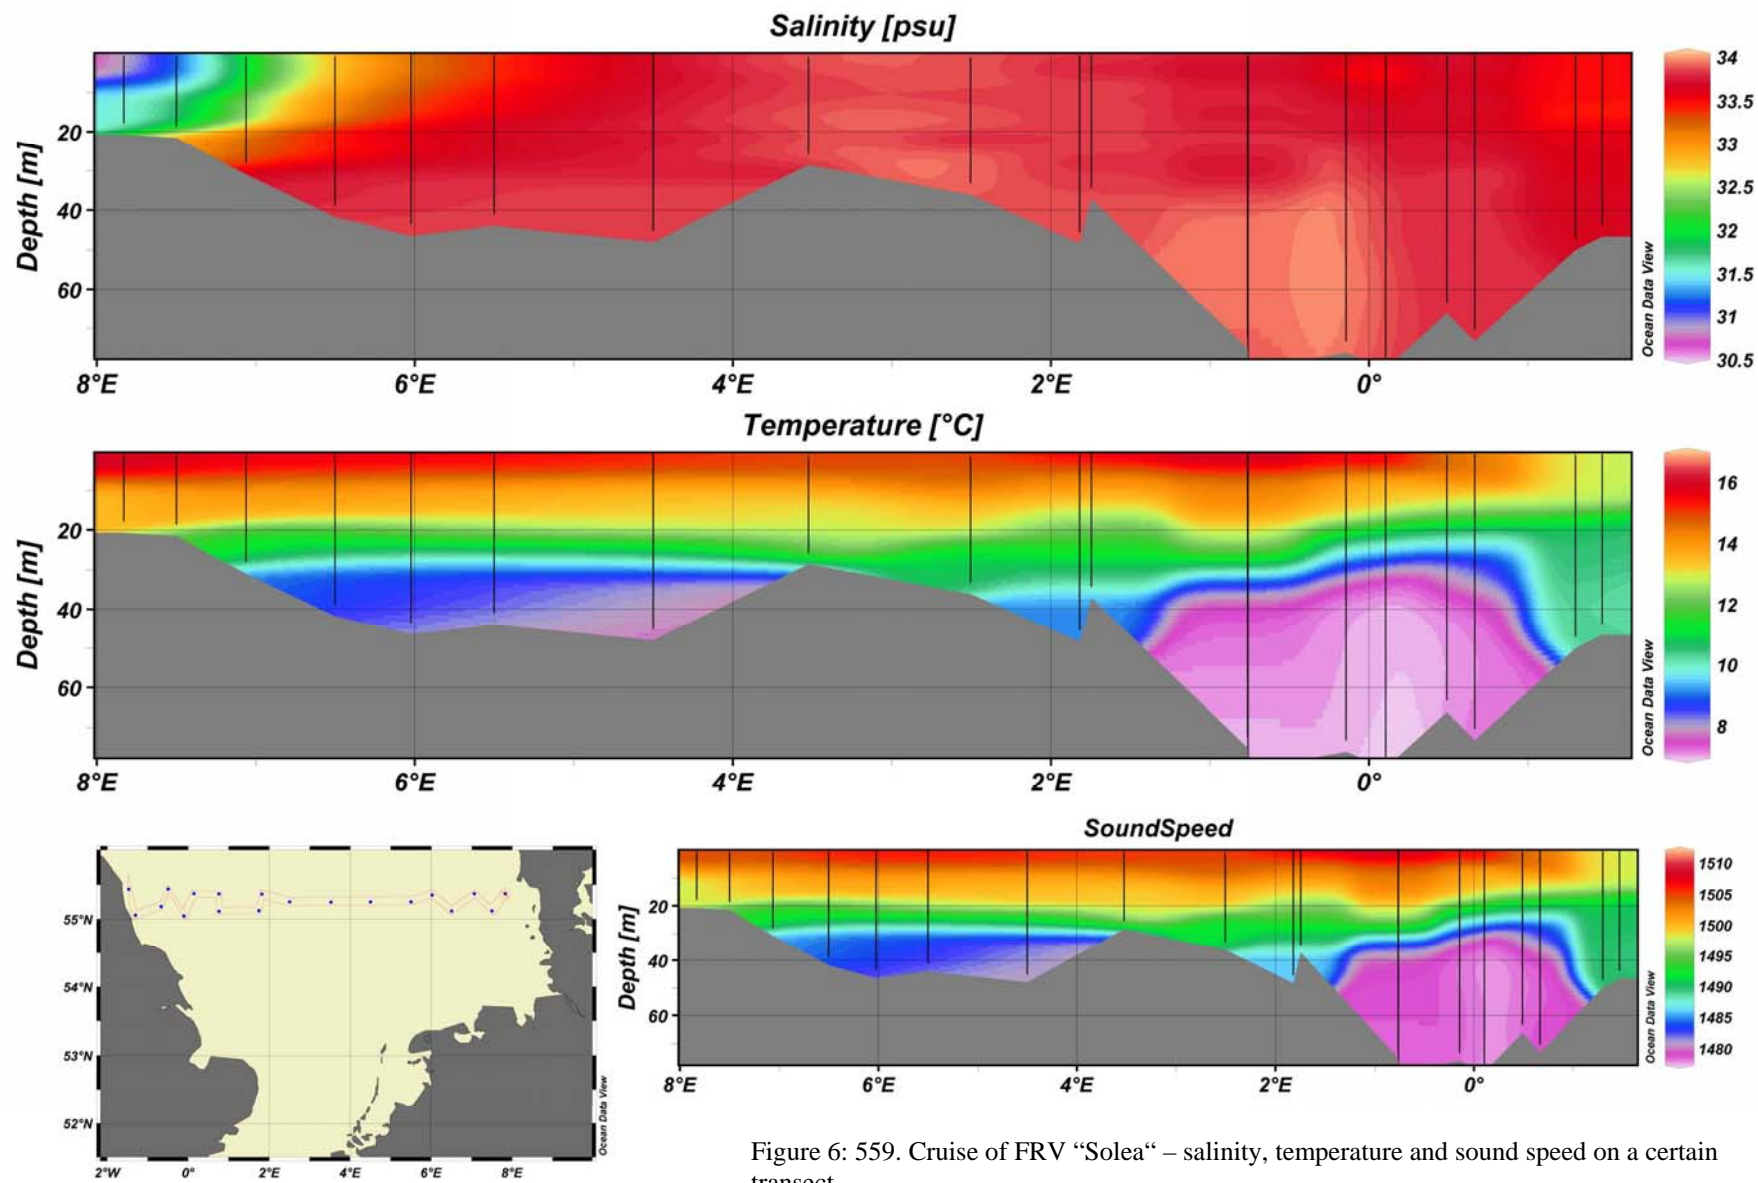 Salinity [psu]
Depth [m]
20
40
60
8°E 6°E 4°E 2°E 0°
Ocean Data View
34
33.5
33
32.5
32
31.5
31
30.5
Temperature [°C]
Depth [m]
20
40
60
8°E 6°E 4°E 2°E 0°
Ocean Data View
16
14
12
10
8
55°N
54°N
53°N
52°N
2°W 0° 2°E 4°E 6°E 8°E
Ocean Data View
SoundSpeed
Depth [m]
20
40
60
8°E 6°E 4°E 2°E 0°
Ocean Data View
1510
1505
1500
1495
1490
1485
1480
Figure 6: 559. Cruise of FRV “Solea“ – salinity, temperature and sound speed on a certain
transect